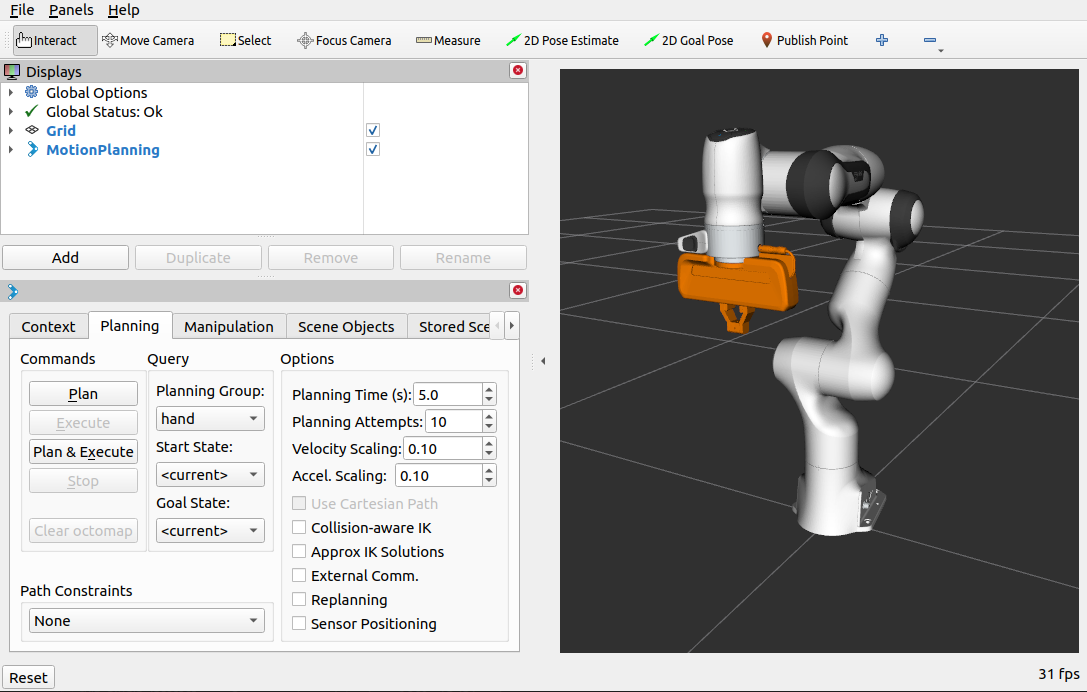 File Panels Help
Interact Move Camera Select Focus Camera Measure 2D Pose Estimate 2D Goal Pose Publish Point
Displays
Global Options
Global Status: Ok
Grid
MotionPlanning
Add Duplicate Remove Rename
Context Planning Manipulation Scene Objects Stored Sce
Commands Query Options
Plan
Execute
Plan & Execute
Stop
Clear octomap
Planning Group:
hand
Start State:
<current>
Goal State:
<current>
Planning Time (s): 5.0
Planning Attempts: 10
Velocity Scaling: 0.10
Accel. Scaling: 0.10
Use Cartesian Path
Collision-aware IK
Approx IK Solutions
External Comm.
Replanning
Sensor Positioning
Path Constraints
None
Reset
31 fps